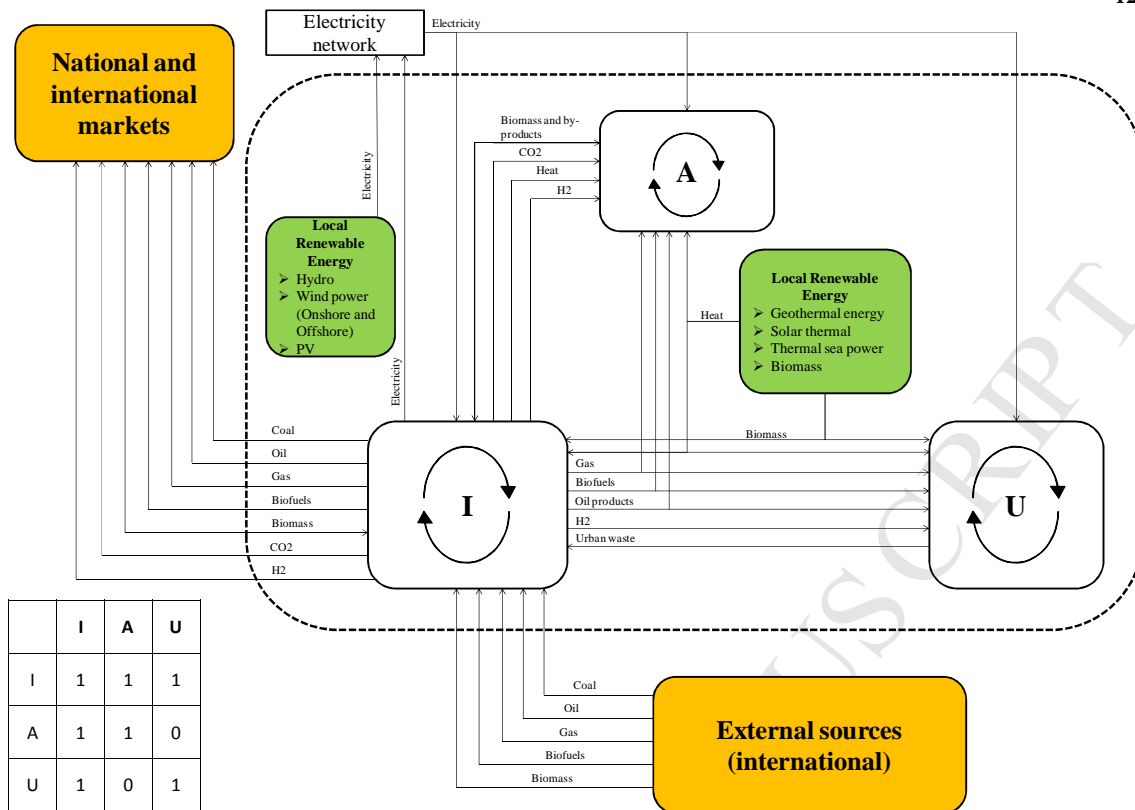 12
Electricity
network
Electricity
National and
international
markets
Biomass and by-
products
CO2
Heat
H2
A
Electricity
Local
Renewable
Energy
➢ Hydro
➢ Wind power
(Onshore and
Offshore)
➢ PV
Local Renewable
Energy
➢ Geothermal energy
➢ Solar thermal
➢ Thermal sea power
➢ Biomass
Heat
Electricity
Coal
Oil
Gas
Biofuels
Biomass
CO2
H2
I
Biomass
Gas
Biofuels
Oil products
H2
Urban waste
U
I A U
I 1 1 1
A 1 1 0
U 1 0 1
Coal
Oil
Gas
Biofuels
Biomass
External sources
(international)
USCRIPT